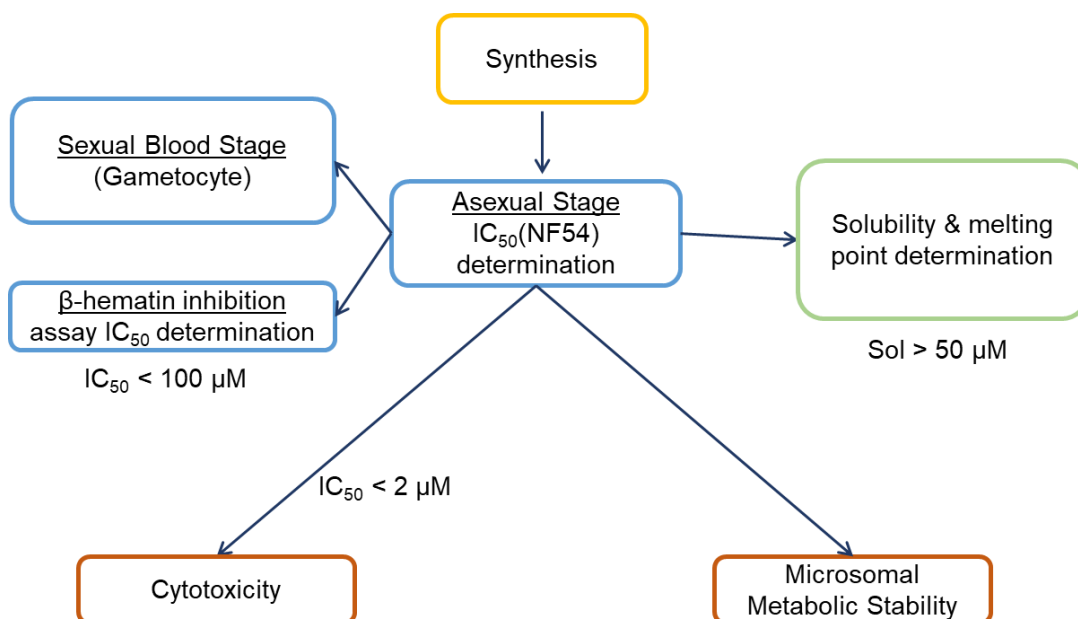 Synthesis
Sexual Blood Stage
(Gametocyte)
Asexual Stage
IC₅₀(NF54)
determination
Solubility & melting
point determination
β-hematin inhibition
assay IC₅₀ determination
IC₅₀ < 100 µM
Sol > 50 µM
IC₅₀ < 2 µM
Cytotoxicity
Microsomal
Metabolic Stability